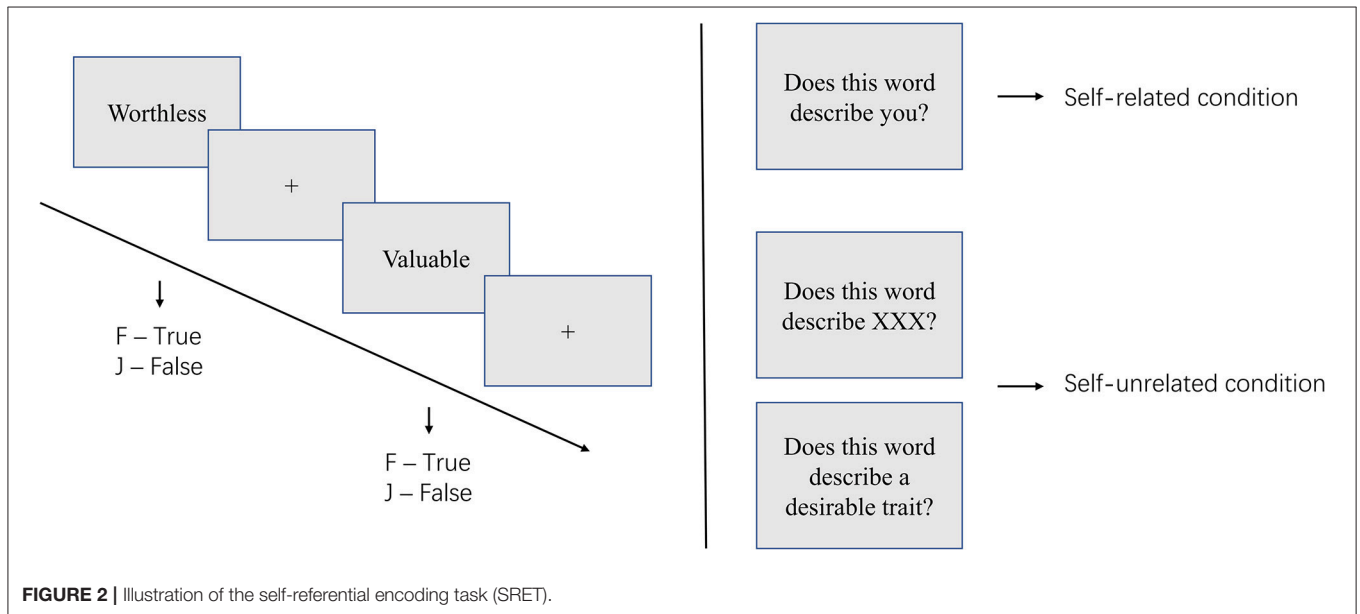 Worthless
+
Valuable
+
F – True
J – False
F – True
J – False
Does this word
describe you?
Self-related condition
Does this word
describe XXX?
Self-unrelated condition
Does this word
describe a
desirable trait?
FIGURE 2 | Illustration of the self-referential encoding task (SRET).